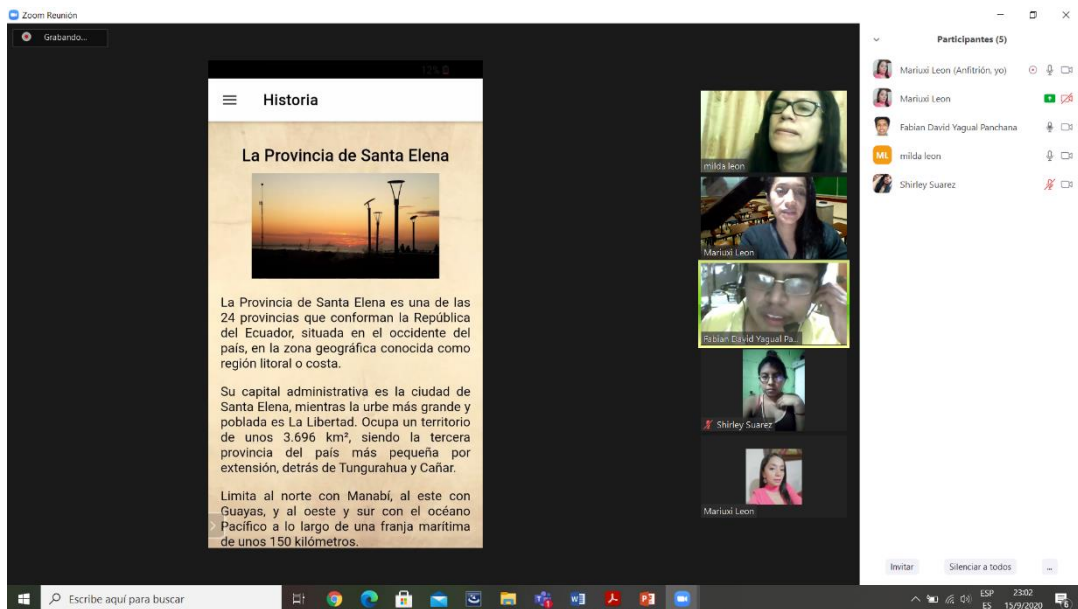 Zoom Reunión
Grabando...
125
Historia
La Provincia de Santa Elena
La Provincia de Santa Elena es una de las
24 provincias que conforman la República
del Ecuador, situada en el occidente del
país, en la zona geográfica conocida como
región litoral o costa.
Su capital administrativa es la ciudad de
Santa Elena, mientras la urbe más grande y
poblada es La Libertad. Ocupa un territorio
de unos 3.696 km², siendo la tercera
provincia del país más pequeña por
extensión, detrás de Tungurahua y Cañar.
Limita al norte con Manabí, al este con
Guayas, y al oeste y sur con el océano
Pacífico a lo largo de una franja marítima
de unos 150 kilómetros.
milda leon
Mariuxi Leon
Fabian David Yagual Pa...
Shirley Suarez
Mariuxi Leon
Participantes (5)
Mariuxi Leon (Anfitrión, yo)
Mariuxi Leon
Fabian David Yagual Panchana
ML milda leon
Shirley Suarez
Invitar Silenciar a todos ...
Escribe aquí para buscar
ESP 23:02
ES 15/9/2020
6